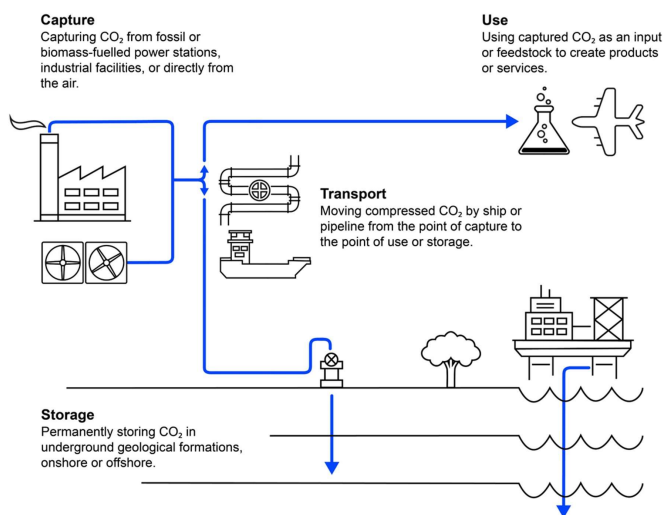 Capture
Capturing CO₂ from fossil or
biomass-fuelled power stations,
industrial facilities, or directly from
the air.
Use
Using captured CO₂ as an input
or feedstock to create products
or services.
Transport
Moving compressed CO₂ by ship or
pipeline from the point of capture to
the point of use or storage.
Storage
Permanently storing CO₂ in
underground geological formations,
onshore or offshore.